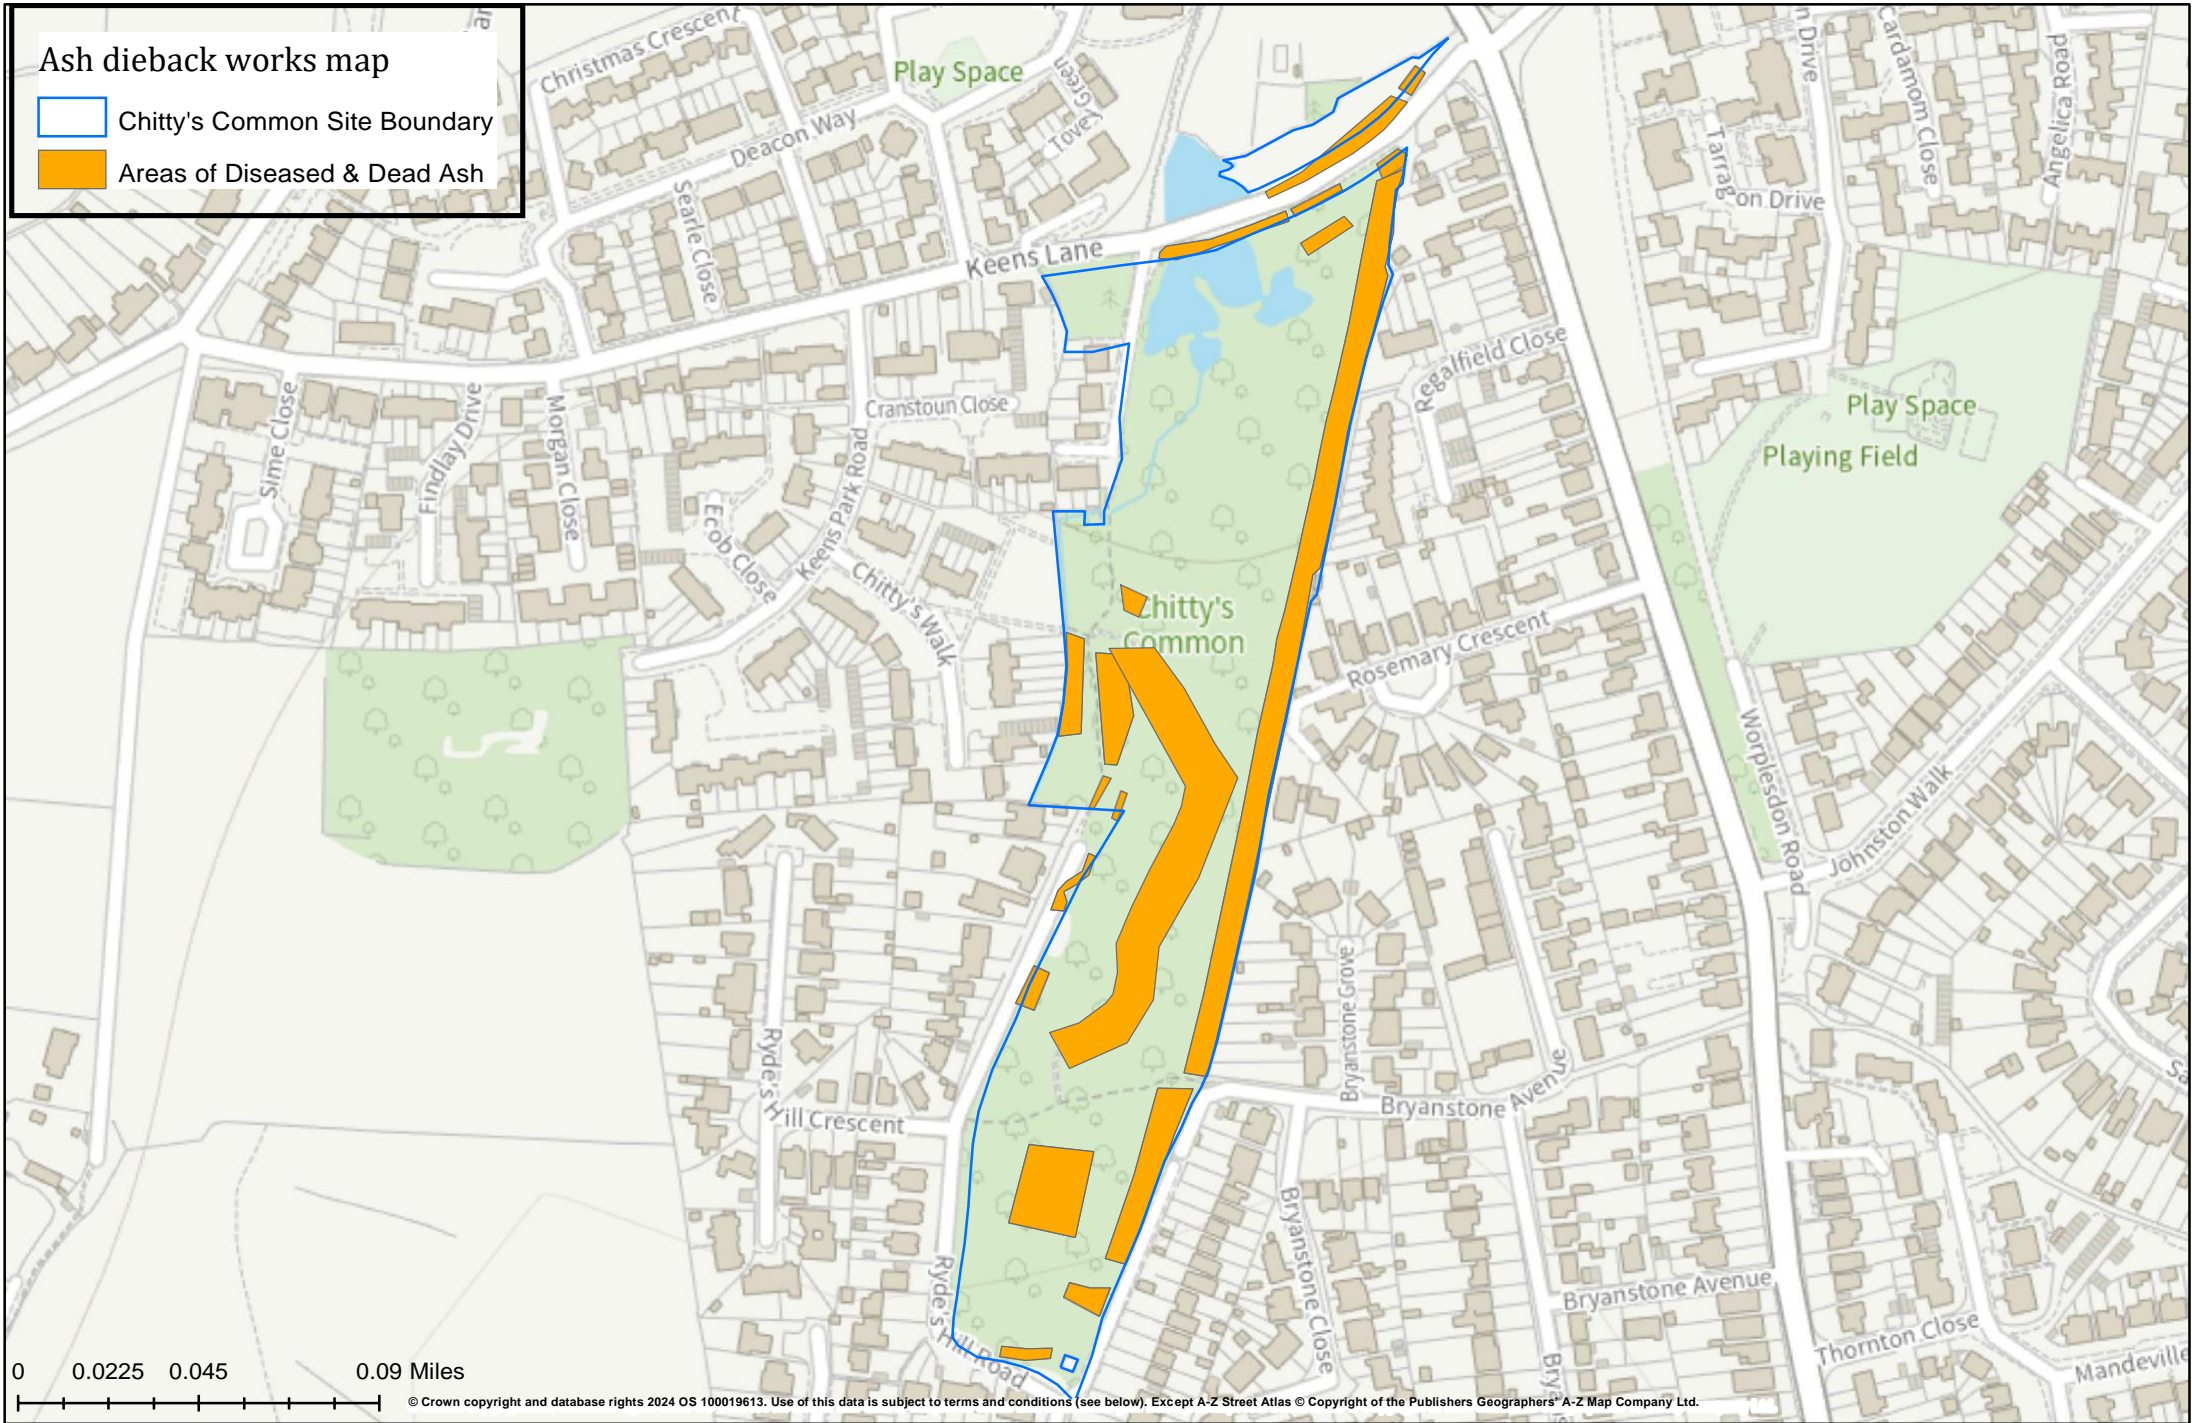 Ash dieback works map
Chitty's Common Site Boundary
Areas of Diseased & Dead Ash
Christmas Crescent
Play Space
Tovey Green
Deacon Way
Searle Close
Keens Lane
Drive
Cardamom Close
Angelica Road
Tarragon Drive
Regalfield Close
Play Space
Playing Field
Sime Close
Findlay Drive
Morgan Close
Cranstoun Close
Keens Park Road
Ecob Close
Chitty's Walk
Chitty's
Common
Rosemary Crescent
Worplesdon Road
Johnston Walk
Bryanstone Grove
Bryanstone Avenue
Ryde's Hill Crescent
Bryanstone Close
Bryanstone Avenue
Ryde's Hill Road
Thornton Close
Mandeville
Sa
Brya
0 0.0225 0.045 0.09 Miles
© Crown copyright and database rights 2024 OS 100019613. Use of this data is subject to terms and conditions (see below). Except A-Z Street Atlas © Copyright of the Publishers Geographers' A-Z Map Company Ltd.